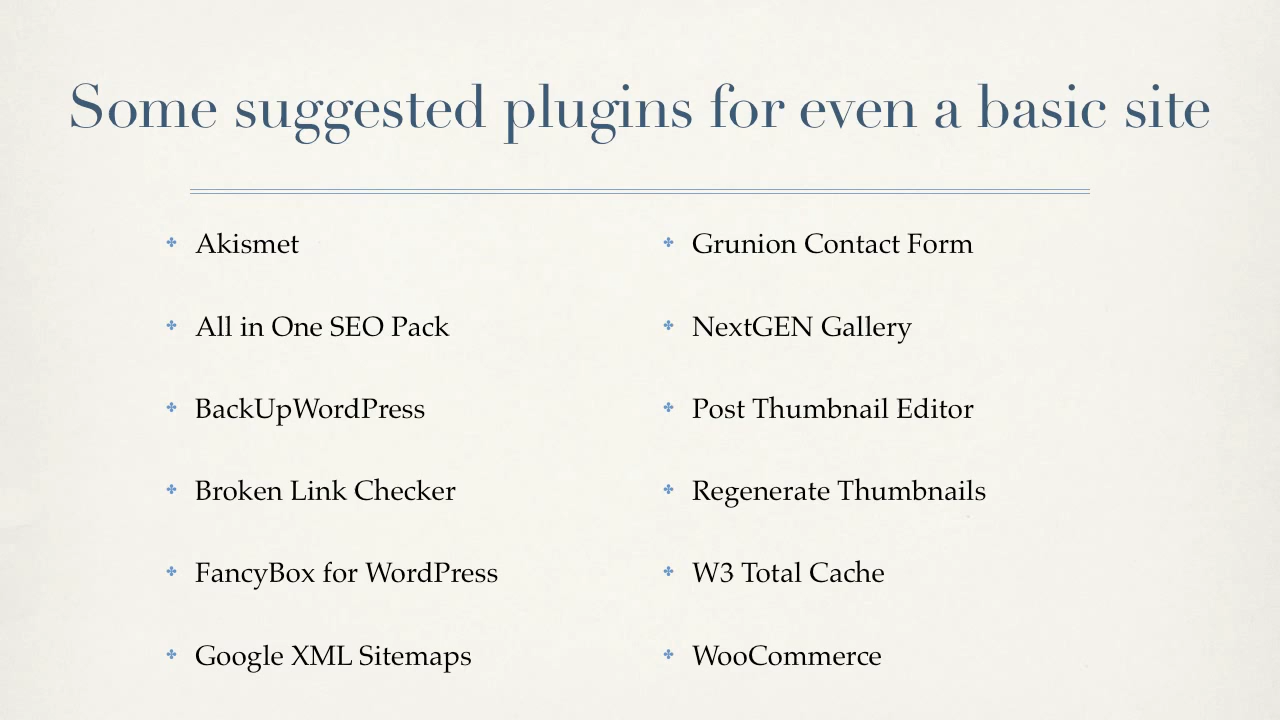 Some suggested plugins for even a basic site
Akismet
All in One SEO Pack
BackUpWordPress
Broken Link Checker
FancyBox for WordPress
Google XML Sitemaps
Grunion Contact Form
NextGEN Gallery
Post Thumbnail Editor
Regenerate Thumbnails
W3 Total Cache
WooCommerce